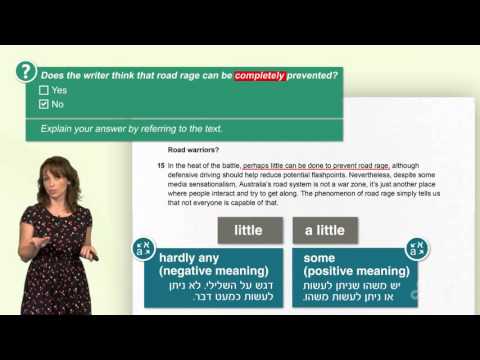 ?
Does the writer think that road rage can be completely prevented?
Yes
No
Explain your answer by referring to the text.
Road warriors?
15 In the heat of the battle, perhaps little can be done to prevent road rage, although
defensive driving should help reduce potential flashpoints. Nevertheless, despite some
media sensationalism, Australia's road system is not a war zone, it's just another place
where people interact and try to get along. The phenomenon of road rage simply tells us
that not everyone is capable of that.
little
a little
א
a
hardly any
(negative meaning)
דגש על השלילי. לא ניתן
לעשות כמעט דבר.
א
a
some
(positive meaning)
יש משהו שניתן לעשות
או ניתן לעשות משהו.